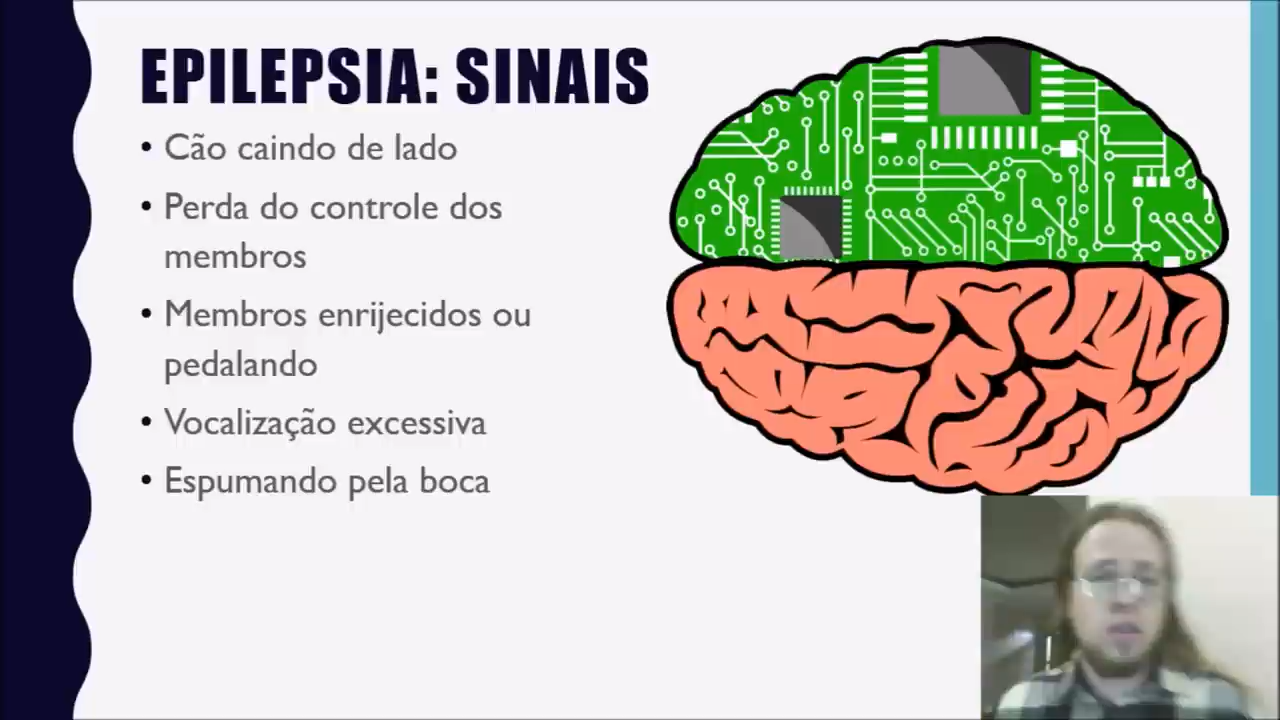 EPILEPSIA: SINAIS
• Cão caindo de lado
• Perda do controle dos
membros
• Membros enrijecidos ou
pedalando
• Vocalização excessiva
• Espumando pela boca